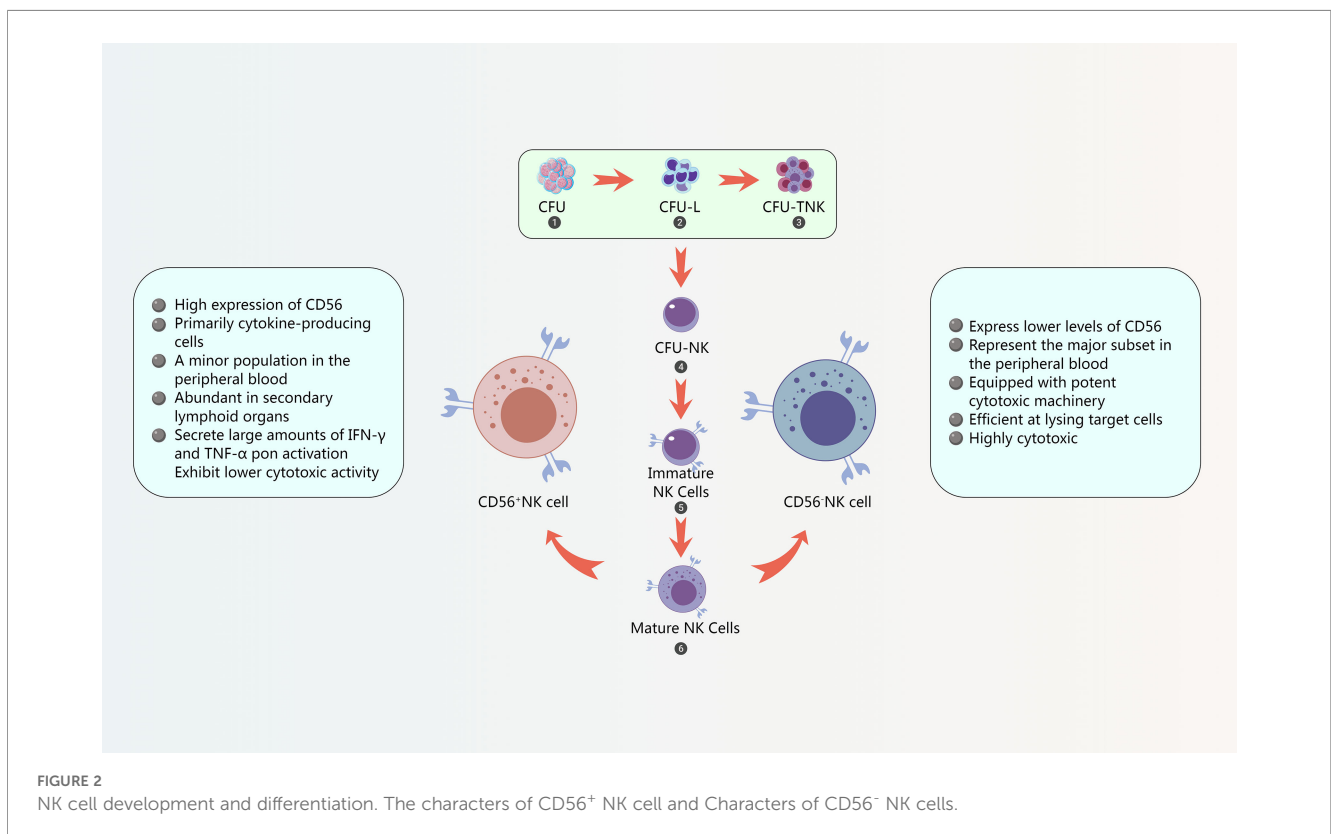 CFU
CFU-L
CFU-TNK
1
2
3
High expression of CD56
Primarily cytokine-producing
cells
A minor population in the
peripheral blood
Abundant in secondary
lymphoid organs
Secrete large amounts of IFN-γ
and TNF-α pon activation
Exhibit lower cytotoxic activity
CD56⁺NK cell
CFU-NK
4
Immature
NK Cells
5
Mature NK Cells
6
CD56⁻NK cell
Express lower levels of CD56
Represent the major subset in
the peripheral blood
Equipped with potent
cytotoxic machinery
Efficient at lysing target cells
Highly cytotoxic
FIGURE 2
NK cell development and differentiation. The characters of CD56⁺ NK cell and Characters of CD56⁻ NK cells.